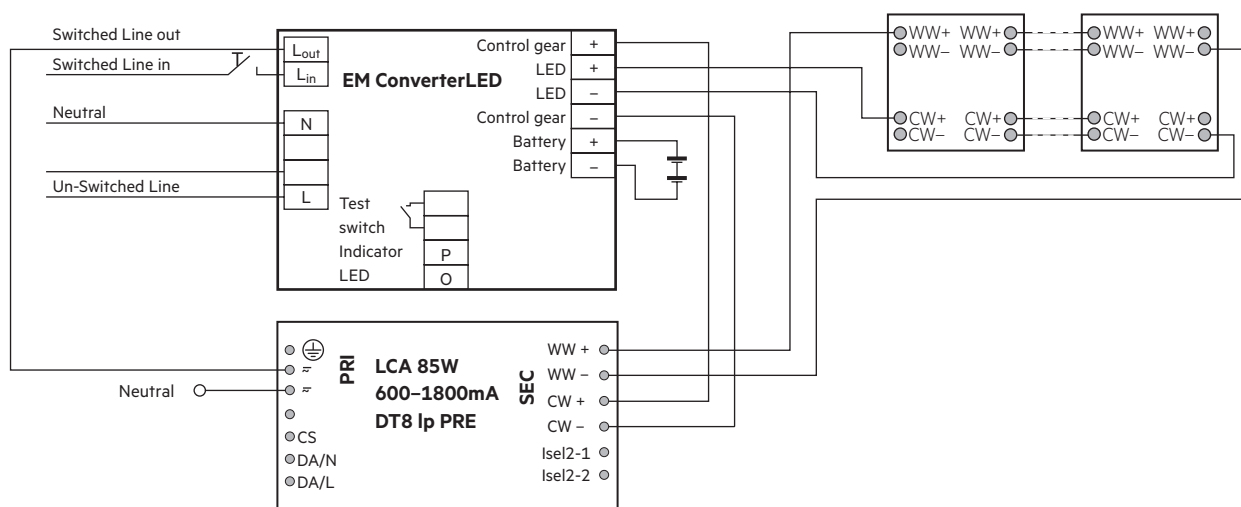 Switched Line out
Switched Line in
Neutral
Un-Switched Line
Lout
Lin
N
L
EM ConverterLED
Control gear +
LED +
LED –
Control gear –
Battery +
Battery –
Test
switch
Indicator P
LED O
WW+ WW+ WW+ WW+
WW– WW– WW– WW–
CW+ CW+ CW+ CW+
CW– CW– CW– CW–
Neutral
PRI
LCA 85W
600–1800mA
DT8 lp PRE
SEC
CS
DA/N
DA/L
WW +
WW –
CW +
CW –
Isel2-1
Isel2-2